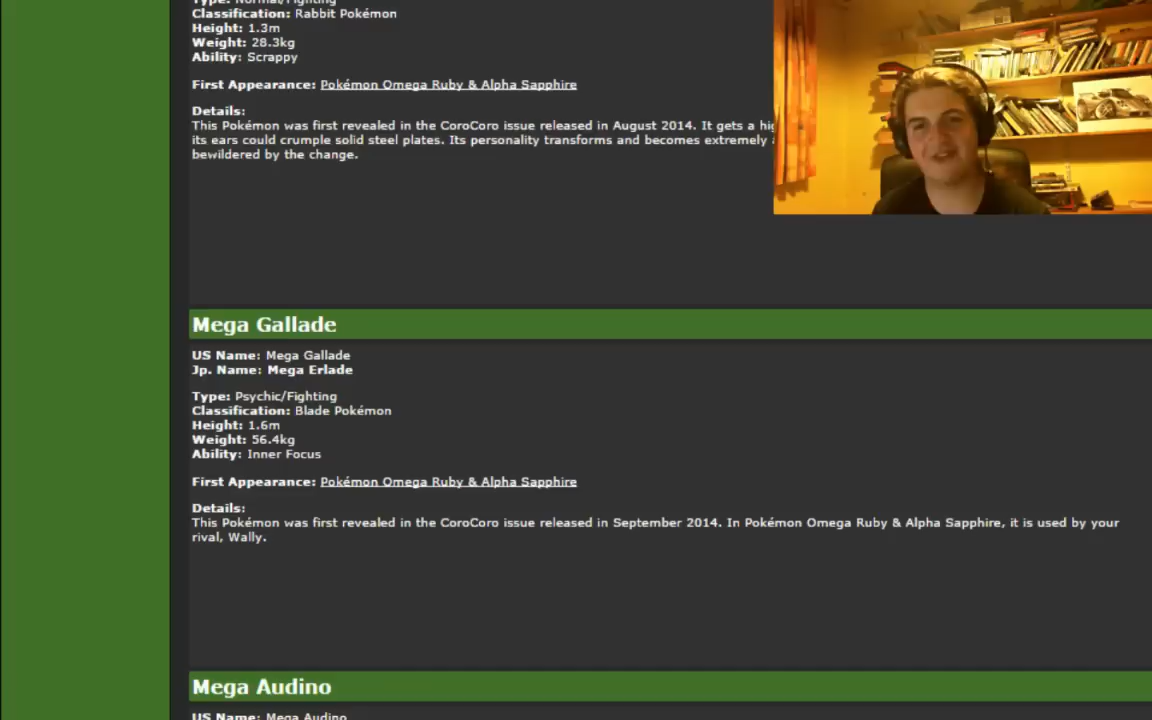 Type: Normal/Fighting
Classification: Rabbit Pokémon
Height: 1.3m
Weight: 28.3kg
Ability: Scrappy
First Appearance: Pokémon Omega Ruby & Alpha Sapphire
Details:
This Pokémon was first revealed in the CoroCoro issue released in August 2014. It gets a hig
its ears could crumple solid steel plates. Its personality transforms and becomes extremely
bewildered by the change.
Mega Gallade
US Name: Mega Gallade
Jp. Name: Mega Erlade
Type: Psychic/Fighting
Classification: Blade Pokémon
Height: 1.6m
Weight: 56.4kg
Ability: Inner Focus
First Appearance: Pokémon Omega Ruby & Alpha Sapphire
Details:
This Pokémon was first revealed in the CoroCoro issue released in September 2014. In Pokémon Omega Ruby & Alpha Sapphire, it is used by your
rival, Wally.
Mega Audino
US Name: Mega Audino